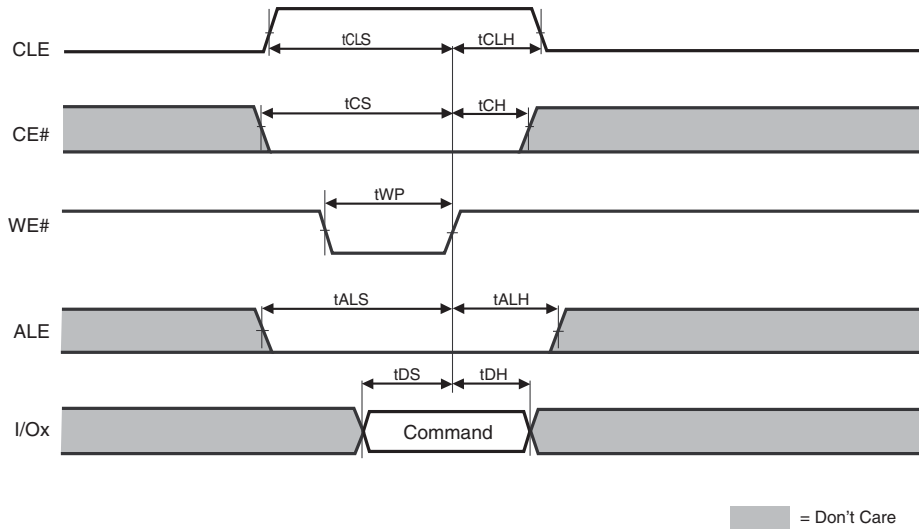 CLE
tCLS
tCLH
CE#
tCS
tCH
WE#
tWP
ALE
tALS
tALH
I/Ox
tDS
tDH
Command
= Don't Care